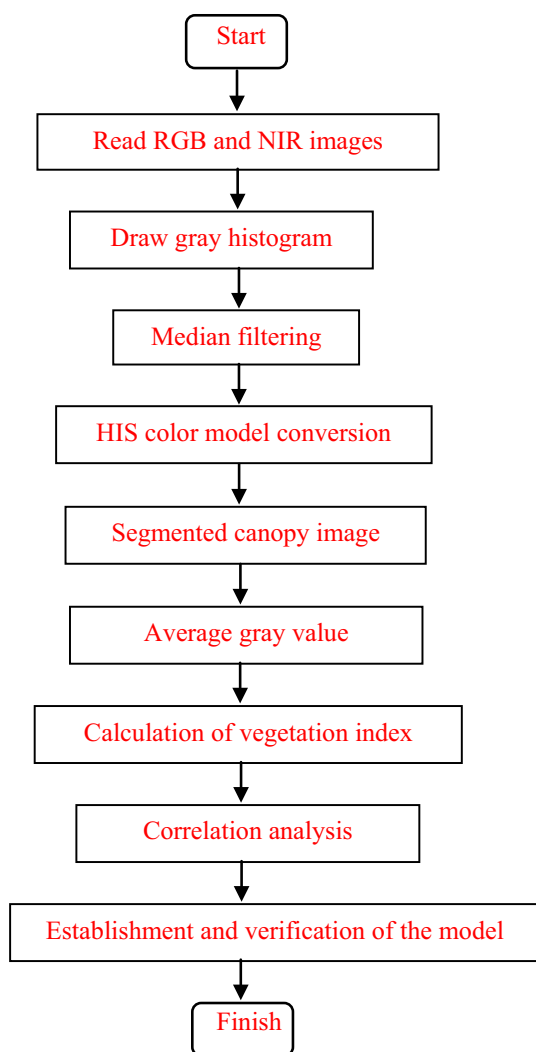 Start
Read RGB and NIR images
Draw gray histogram
Median filtering
HIS color model conversion
Segmented canopy image
Average gray value
Calculation of vegetation index
Correlation analysis
Establishment and verification of the model
Finish